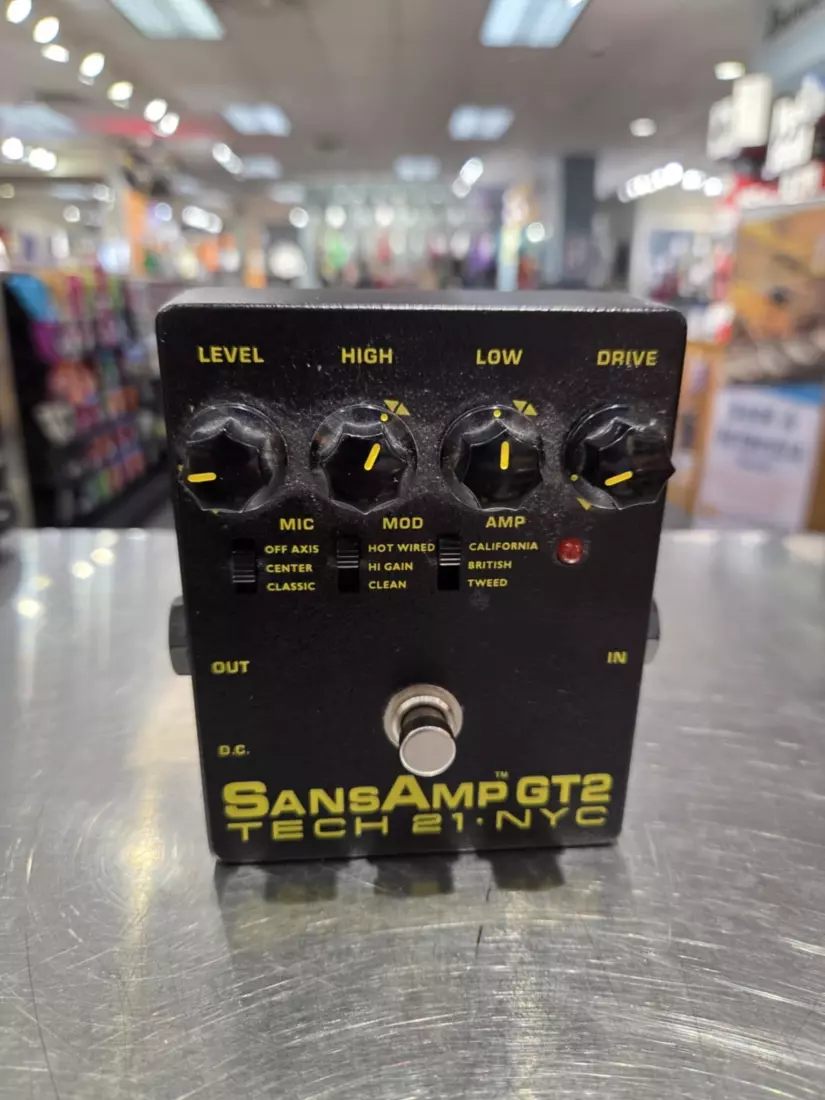 LEVEL HIGH LOW DRIVE
MIC MOD AMP
OFF AXIS HOT WIRED CALIFORNIA
CENTER HI GAIN BRITISH
CLASSIC CLEAN TWEED
OUT IN
D.C.
SANSAMP™ GT2
TECH 21·NYC